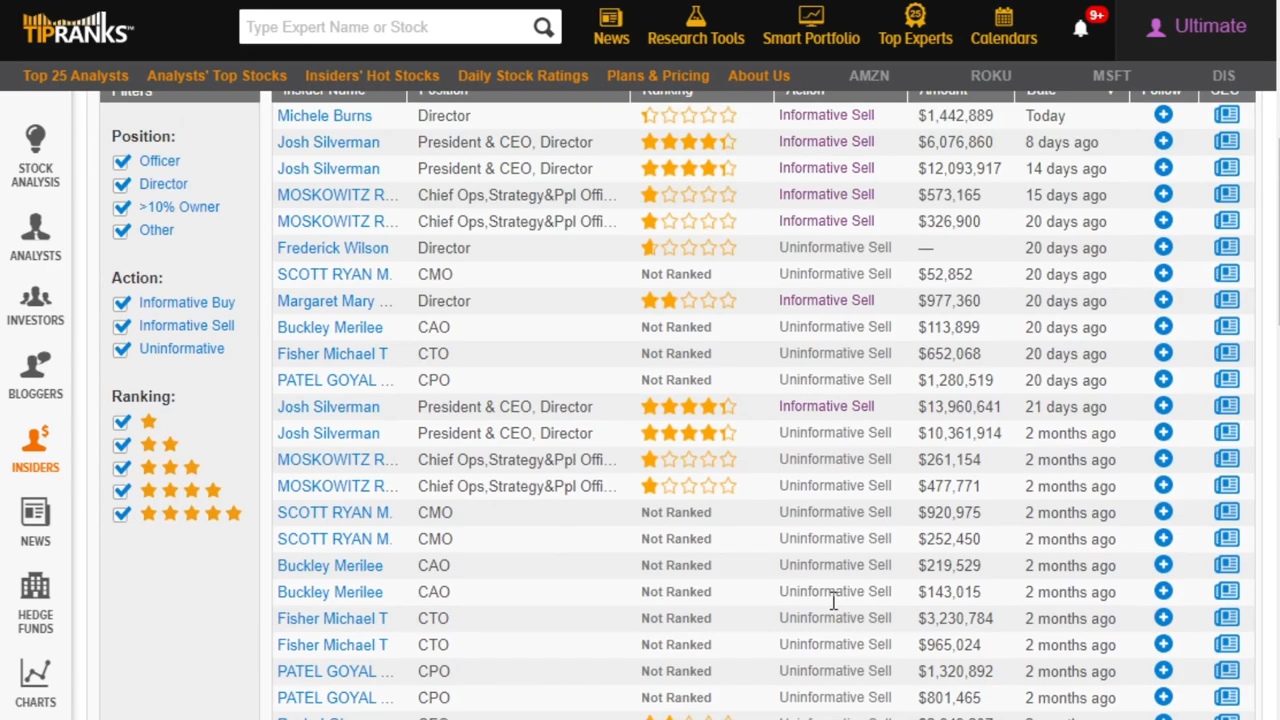 TIPRANKS
Type Expert Name or Stock
News
Research Tools
Smart Portfolio
25
Top Experts
Calendars
9+
Ultimate
Top 25 Analysts Analysts' Top Stocks Insiders' Hot Stocks Daily Stock Ratings Plans & Pricing About Us AMZN ROKU MSFT DIS
STOCK
ANALYSIS
ANALYSTS
INVESTORS
BLOGGERS
INSIDERS
NEWS
HEDGE
FUNDS
CHARTS
Filters
Position:
Officer
Director
>10% Owner
Other
Action:
Informative Buy
Informative Sell
Uninformative
Ranking:
Insider Name Position Ranking Action Amount Date Follow SEC
Michele Burns Director Informative Sell $1,442,889 Today
Josh Silverman President & CEO, Director Informative Sell $6,076,860 8 days ago
Josh Silverman President & CEO, Director Informative Sell $12,093,917 14 days ago
MOSKOWITZ R... Chief Ops,Strategy&Ppl Offi... Informative Sell $573,165 15 days ago
MOSKOWITZ R... Chief Ops,Strategy&Ppl Offi... Informative Sell $326,900 20 days ago
Frederick Wilson Director Uninformative Sell — 20 days ago
SCOTT RYAN M. CMO Not Ranked Uninformative Sell $52,852 20 days ago
Margaret Mary ... Director Informative Sell $977,360 20 days ago
Buckley Merilee CAO Not Ranked Uninformative Sell $113,899 20 days ago
Fisher Michael T CTO Not Ranked Uninformative Sell $652,068 20 days ago
PATEL GOYAL ... CPO Not Ranked Uninformative Sell $1,280,519 20 days ago
Josh Silverman President & CEO, Director Informative Sell $13,960,641 21 days ago
Josh Silverman President & CEO, Director Uninformative Sell $10,361,914 2 months ago
MOSKOWITZ R... Chief Ops,Strategy&Ppl Offi... Uninformative Sell $261,154 2 months ago
MOSKOWITZ R... Chief Ops,Strategy&Ppl Offi... Uninformative Sell $477,771 2 months ago
SCOTT RYAN M. CMO Not Ranked Uninformative Sell $920,975 2 months ago
SCOTT RYAN M. CMO Not Ranked Uninformative Sell $252,450 2 months ago
Buckley Merilee CAO Not Ranked Uninformative Sell $219,529 2 months ago
Buckley Merilee CAO Not Ranked Uninformative Sell $143,015 2 months ago
Fisher Michael T CTO Not Ranked Uninformative Sell $3,230,784 2 months ago
Fisher Michael T CTO Not Ranked Uninformative Sell $965,024 2 months ago
PATEL GOYAL ... CPO Not Ranked Uninformative Sell $1,320,892 2 months ago
PATEL GOYAL ... CPO Not Ranked Uninformative Sell $801,465 2 months ago